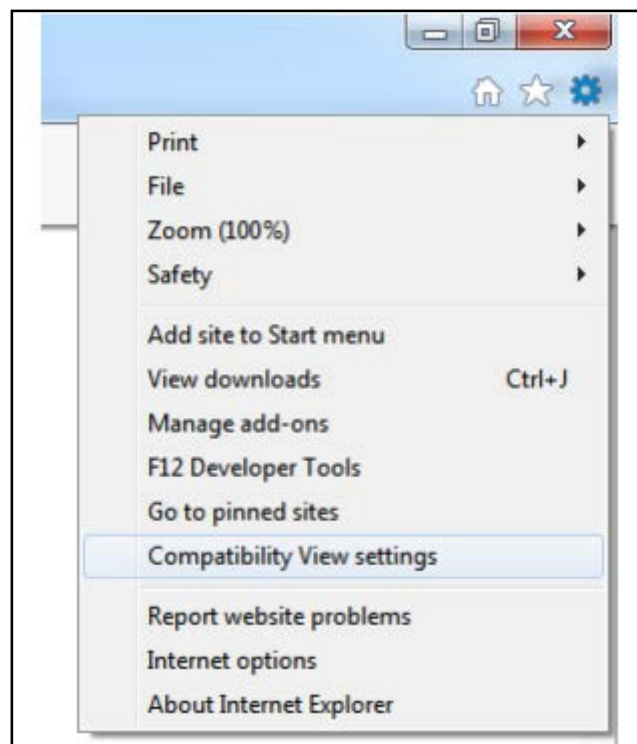 Print
File
Zoom (100%)
Safety
Add site to Start menu
View downloads Ctrl+J
Manage add-ons
F12 Developer Tools
Go to pinned sites
Compatibility View settings
Report website problems
Internet options
About Internet Explorer